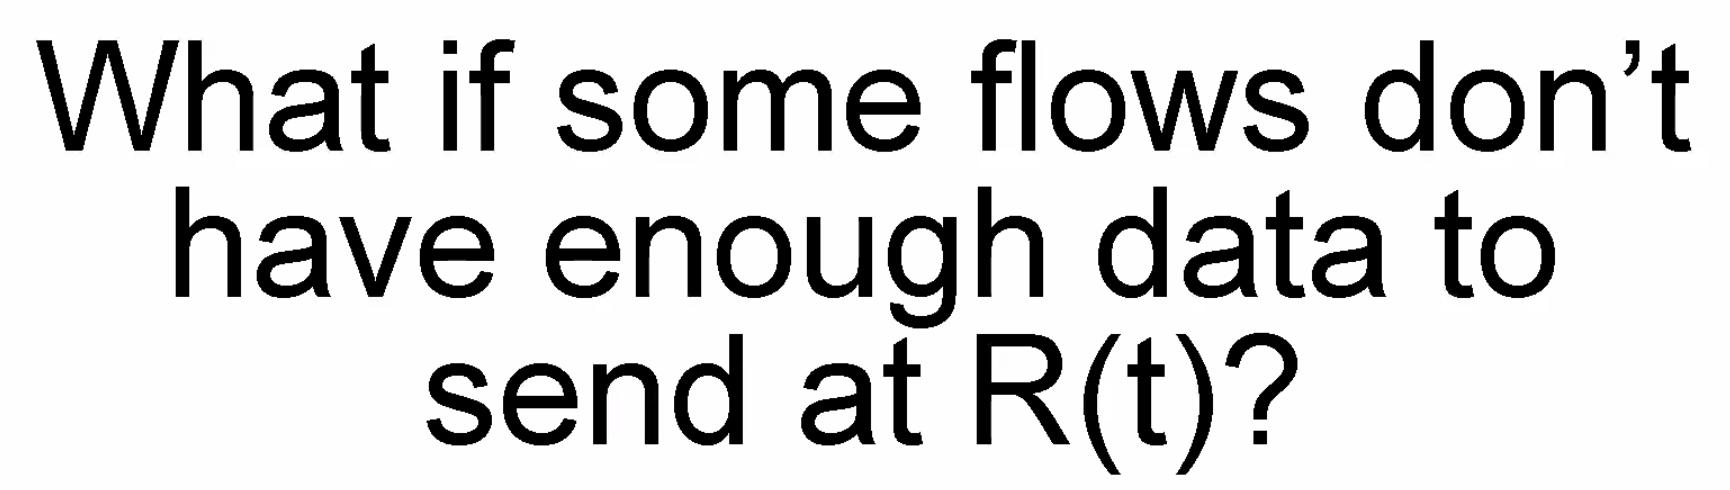 What if some flows don’t
have enough data to
send at R(t)?